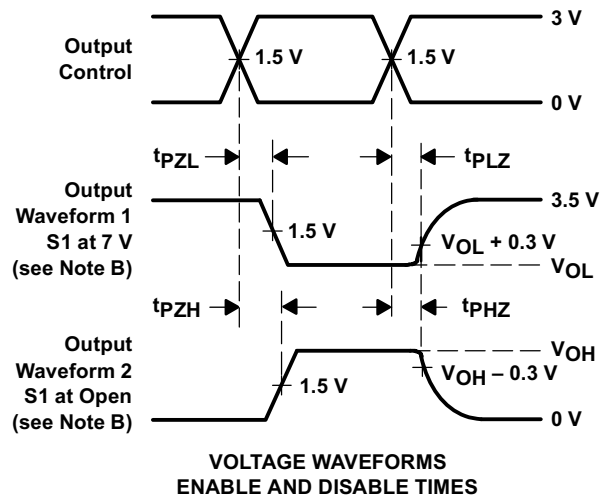 3 V
Output
Control
1.5 V
1.5 V
0 V
tPZL
tPLZ
Output
Waveform 1
S1 at 7 V
(see Note B)
3.5 V
1.5 V
VOL + 0.3 V
VOL
tPZH
tPHZ
Output
Waveform 2
S1 at Open
(see Note B)
VOH
VOH – 0.3 V
1.5 V
0 V
VOLTAGE WAVEFORMS
ENABLE AND DISABLE TIMES